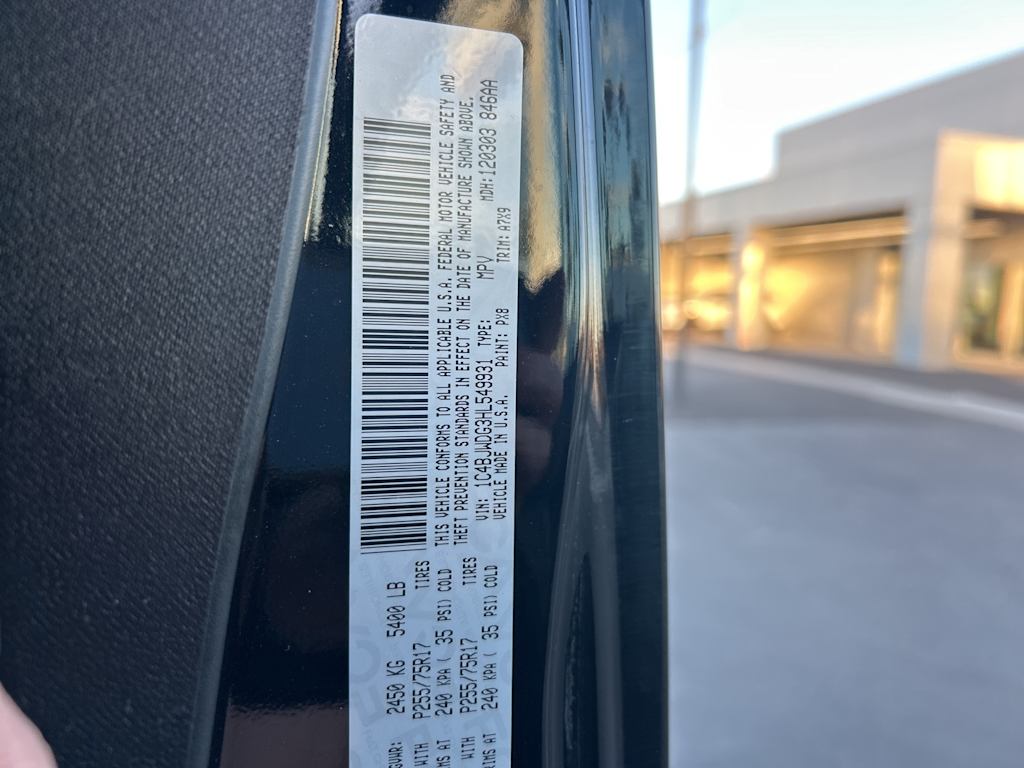 GVWR: 2450 KG 5400 LB
WITH P255/75R17 TIRES
RIMS AT 240 KPA ( 35 PSI) COLD
WITH P255/75R17 TIRES
RIMS AT 240 KPA ( 35 PSI) COLD
THIS VEHICLE CONFORMS TO ALL APPLICABLE U.S.A. FEDERAL MOTOR VEHICLE SAFETY AND
THEFT PREVENTION STANDARDS IN EFFECT ON THE DATE OF MANUFACTURE SHOWN ABOVE.
VIN: 1C4BJWDG3HL549931 TYPE: MPV MDH:120303 846AA
VEHICLE MADE IN U.S.A. PAINT: PX8 TRIM: A7X9